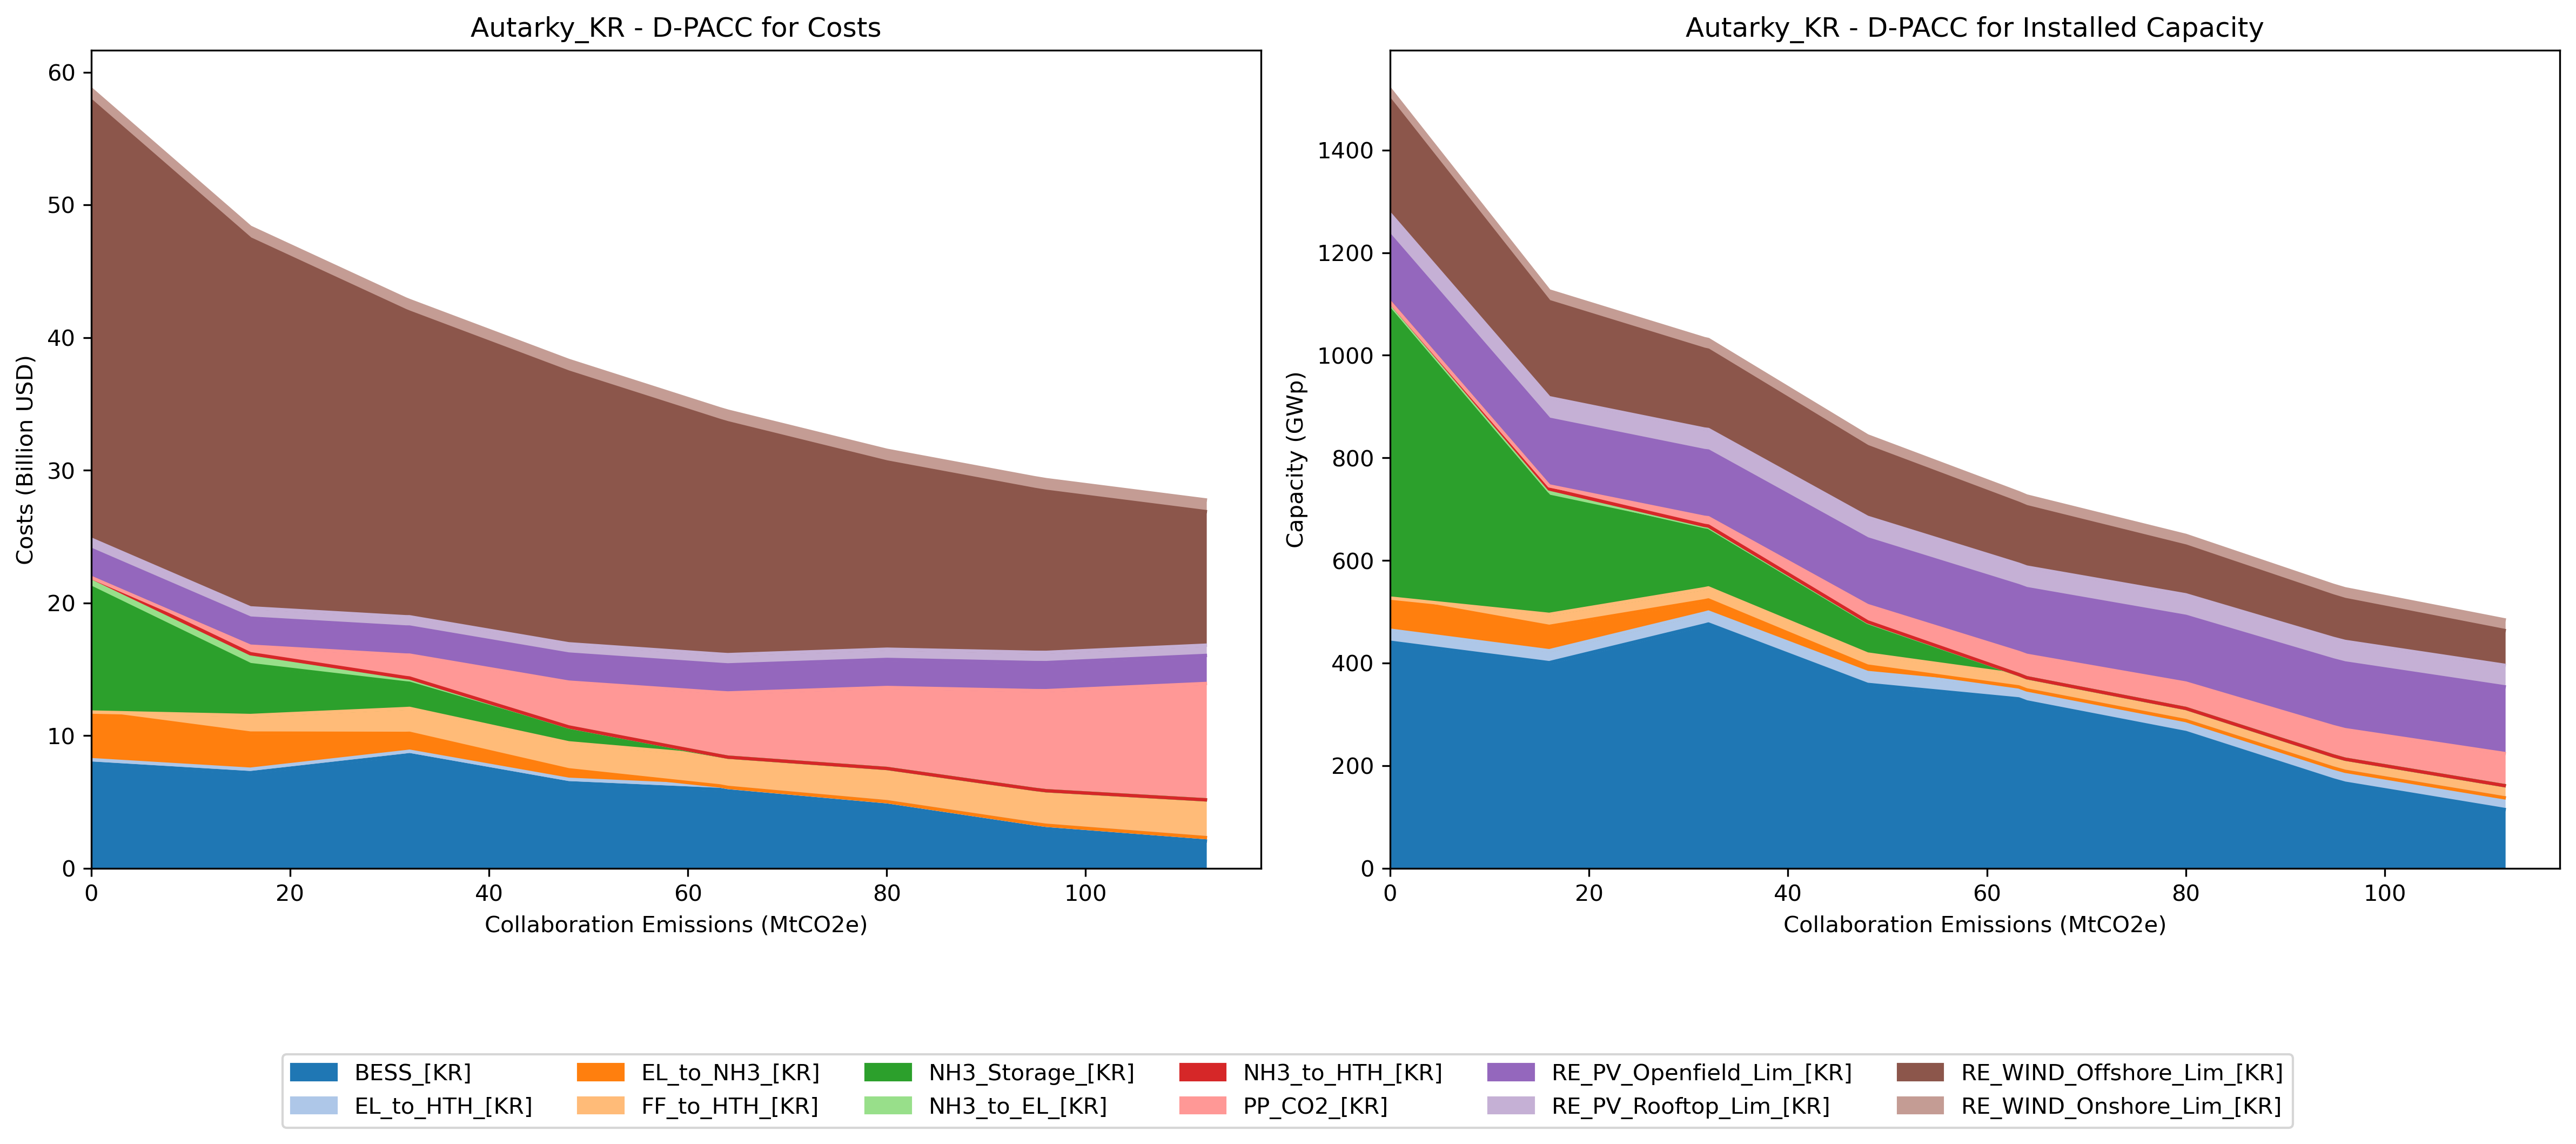 Autarky_KR - D-PACC for Costs
60
50
40
30
20
10
0
Costs (Billion USD)
0 20 40 60 80 100
Collaboration Emissions (MtCO2e)
Autarky_KR - D-PACC for Installed Capacity
1400
1200
1000
800
600
400
200
0
Capacity (GWp)
0 20 40 60 80 100
Collaboration Emissions (MtCO2e)
BESS_[KR] EL_to_NH3_[KR] NH3_Storage_[KR] NH3_to_HTH_[KR] RE_PV_Openfield_Lim_[KR] RE_WIND_Offshore_Lim_[KR]
EL_to_HTH_[KR] FF_to_HTH_[KR] NH3_to_EL_[KR] PP_CO2_[KR] RE_PV_Rooftop_Lim_[KR] RE_WIND_Onshore_Lim_[KR]